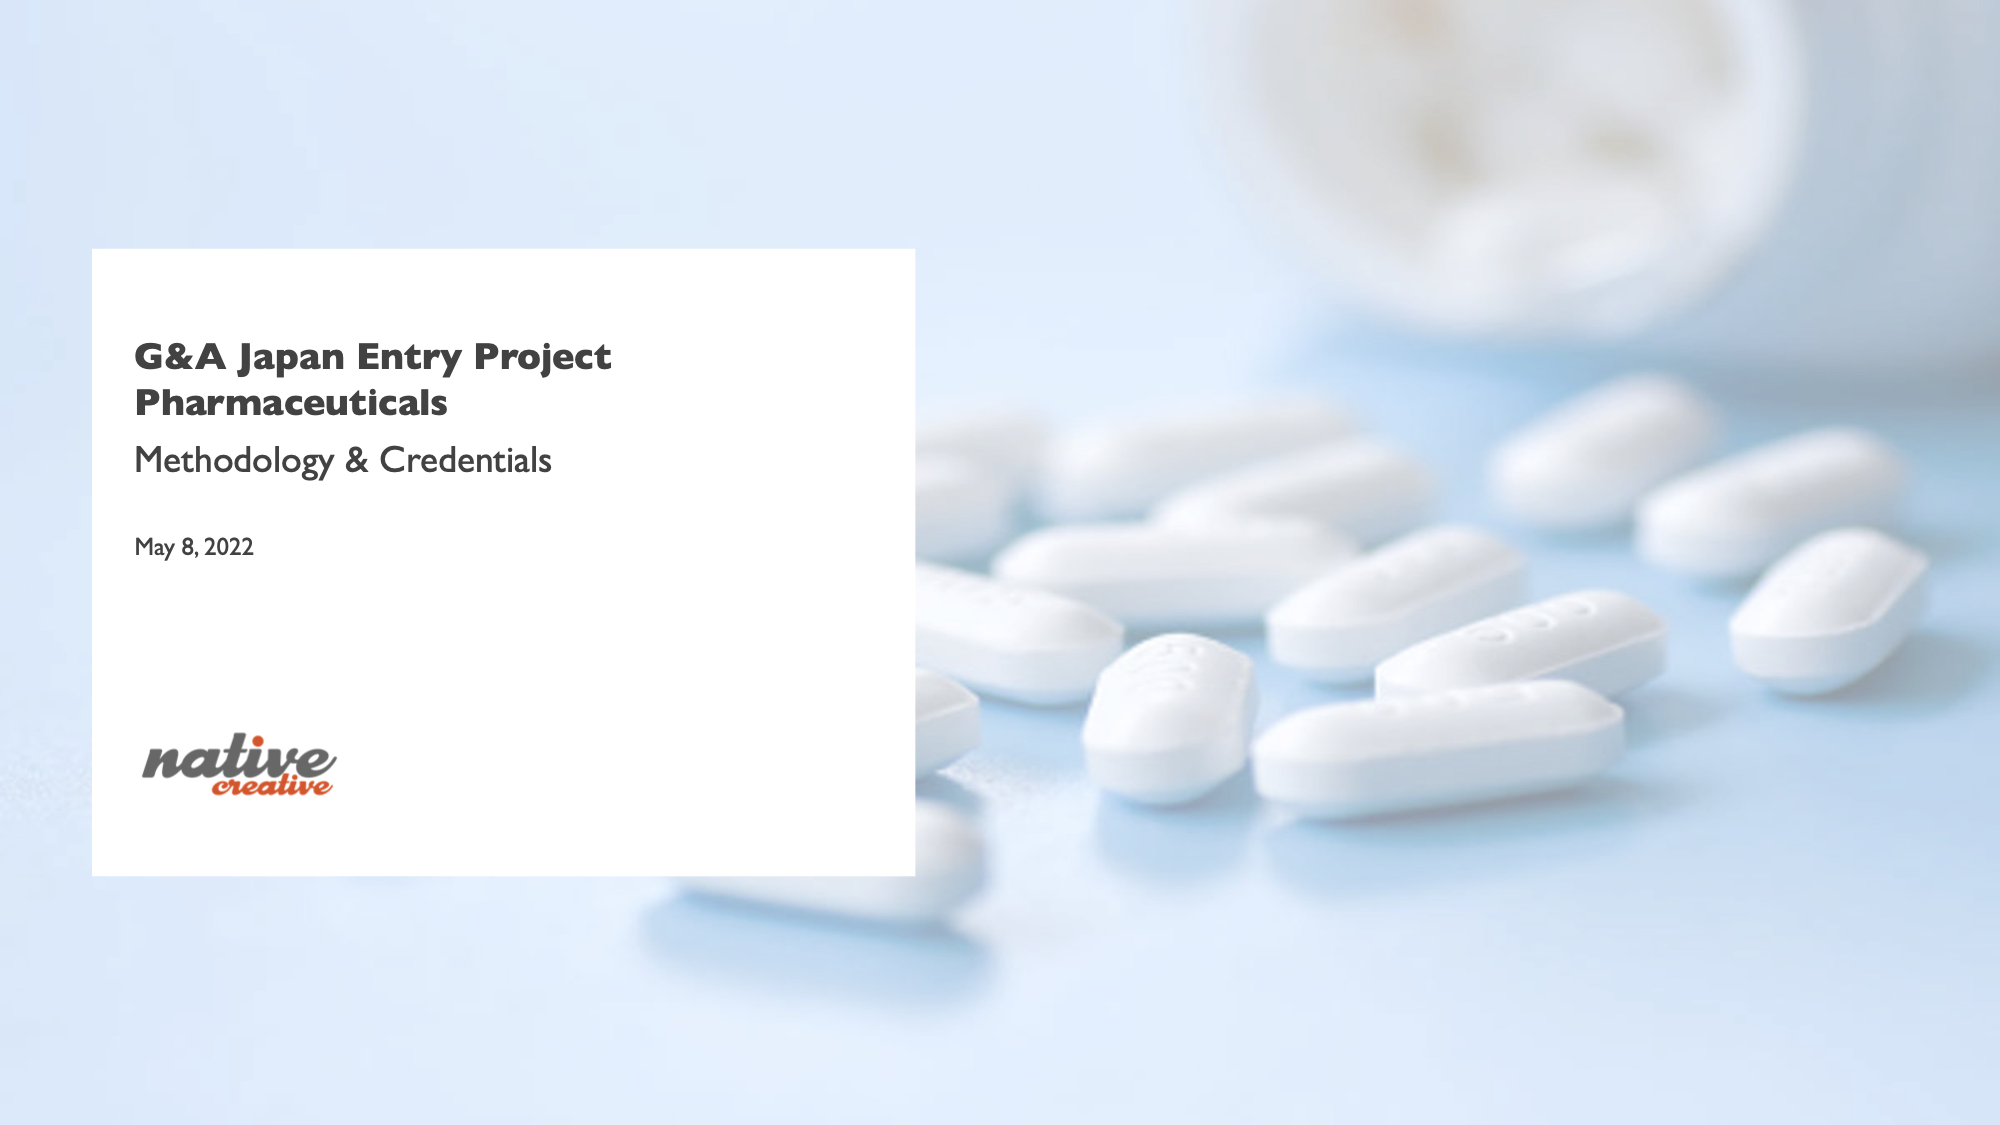 G&A Japan Entry Project
Pharmaceuticals
Methodology & Credentials
May 8, 2022
native
creative